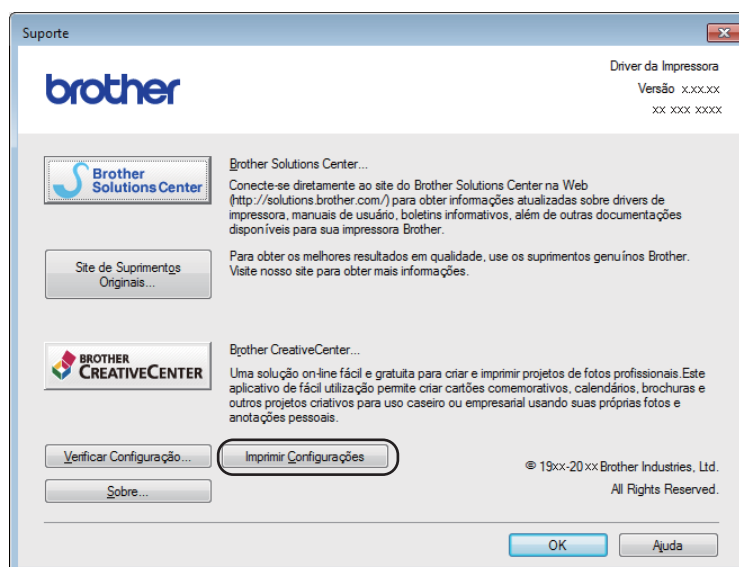 Suporte
brother
Driver da Impressora
Versão x.xx.xx
xx xxx xxxx
Brother
Solutions Center
Brother Solutions Center...
Conecte-se diretamente ao site do Brother Solutions Center na Web
(http://solutions.brother.com/) para obter informações atualizadas sobre drivers de
impressora, manuais de usuário, boletins informativos, além de outras documentações
disponíveis para sua impressora Brother.
Site de Suprimentos
Originais...
Para obter os melhores resultados em qualidade, use os suprimentos genuínos Brother.
Visite nosso site para obter mais informações.
BROTHER
CREATIVECENTER
Brother CreativeCenter...
Uma solução on-line fácil e gratuita para criar e imprimir projetos de fotos profissionais.Este
aplicativo de fácil utilização permite criar cartões comemorativos, calendários, brochuras e
outros projetos criativos para uso caseiro ou empresarial usando suas próprias fotos e
anotações pessoais.
Verificar Configuração...
Imprimir Configurações
Sobre...
© 19xx-20xx Brother Industries, Ltd.
All Rights Reserved.
OK
Ajuda